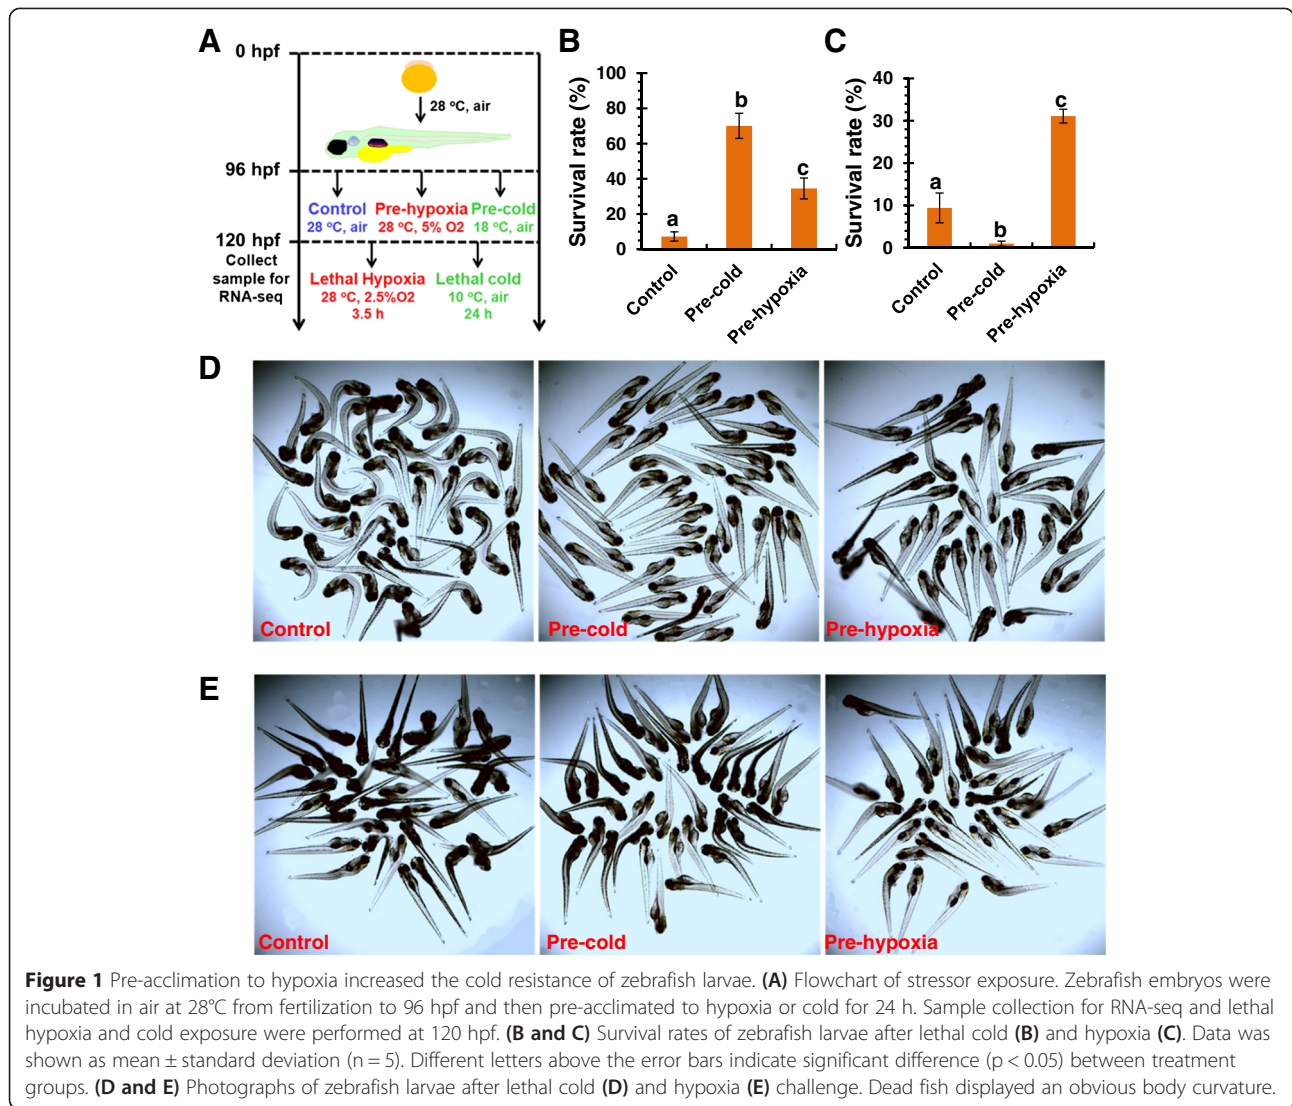 A
0 hpf
28 ºC, air
96 hpf
Control Pre-hypoxia Pre-cold
28 ºC, air 28 ºC, 5% O2 18 ºC, air
120 hpf
Collect
sample for
RNA-seq
Lethal Hypoxia Lethal cold
28 ºC, 2.5%O2 10 ºC, air
3.5 h 24 h
B
Survival rate (%)
100
80
60
40
20
0
a
b
c
Control
Pre-cold
Pre-hypoxia
C
Survival rate (%)
40
30
20
10
0
a
b
c
Control
Pre-cold
Pre-hypoxia
D
Control
Pre-cold
Pre-hypoxia
E
Control
Pre-cold
Pre-hypoxia
Figure 1 Pre-acclimation to hypoxia increased the cold resistance of zebrafish larvae. (A) Flowchart of stressor exposure. Zebrafish embryos were
incubated in air at 28°C from fertilization to 96 hpf and then pre-acclimated to hypoxia or cold for 24 h. Sample collection for RNA-seq and lethal
hypoxia and cold exposure were performed at 120 hpf. (B and C) Survival rates of zebrafish larvae after lethal cold (B) and hypoxia (C). Data was
shown as mean ± standard deviation (n = 5). Different letters above the error bars indicate significant difference (p < 0.05) between treatment
groups. (D and E) Photographs of zebrafish larvae after lethal cold (D) and hypoxia (E) challenge. Dead fish displayed an obvious body curvature.